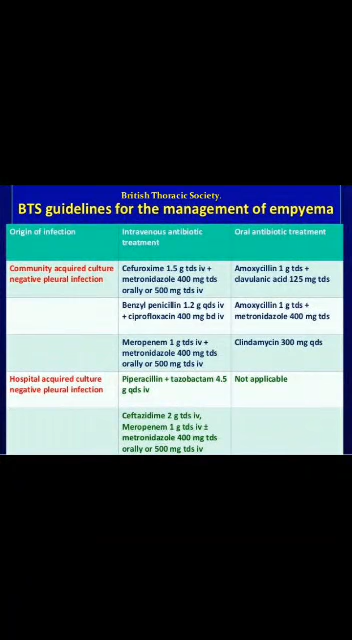 British Thoracic Society.
BTS guidelines for the management of empyema
Origin of infection
Intravenous antibiotic
treatment
Oral antibiotic treatment
Community acquired culture
negative pleural infection
Cefuroxime 1.5 g tds iv +
metronidazole 400 mg tds
orally or 500 mg tds iv
Amoxycillin 1 g tds +
clavulanic acid 125 mg tds
Benzyl penicillin 1.2 g qds iv
+ ciprofloxacin 400 mg bd iv
Amoxycillin 1 g tds +
metronidazole 400 mg tds
Meropenem 1 g tds iv +
metronidazole 400 mg tds
orally or 500 mg tds iv
Clindamycin 300 mg qds
Hospital acquired culture
negative pleural infection
Piperacillin + tazobactam 4.5
g qds iv
Not applicable
Ceftazidime 2 g tds iv,
Meropenem 1 g tds iv ±
metronidazole 400 mg tds
orally or 500 mg tds iv